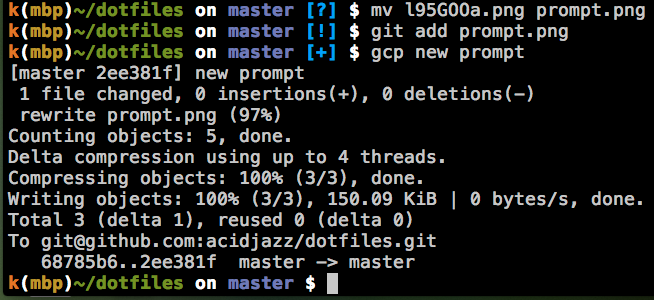 k(mbp)~/dotfiles on master [?] $ mv l95GOOa.png prompt.png
k(mbp)~/dotfiles on master [!] $ git add prompt.png
k(mbp)~/dotfiles on master [+] $ gcp new prompt
[master 2ee381f] new prompt
 1 file changed, 0 insertions(+), 0 deletions(-)
 rewrite prompt.png (97%)
Counting objects: 5, done.
Delta compression using up to 4 threads.
Compressing objects: 100% (3/3), done.
Writing objects: 100% (3/3), 150.09 KiB | 0 bytes/s, done.
Total 3 (delta 1), reused 0 (delta 0)
To git@github.com:acidjazz/dotfiles.git
   68785b6..2ee381f  master -> master
k(mbp)~/dotfiles on master $